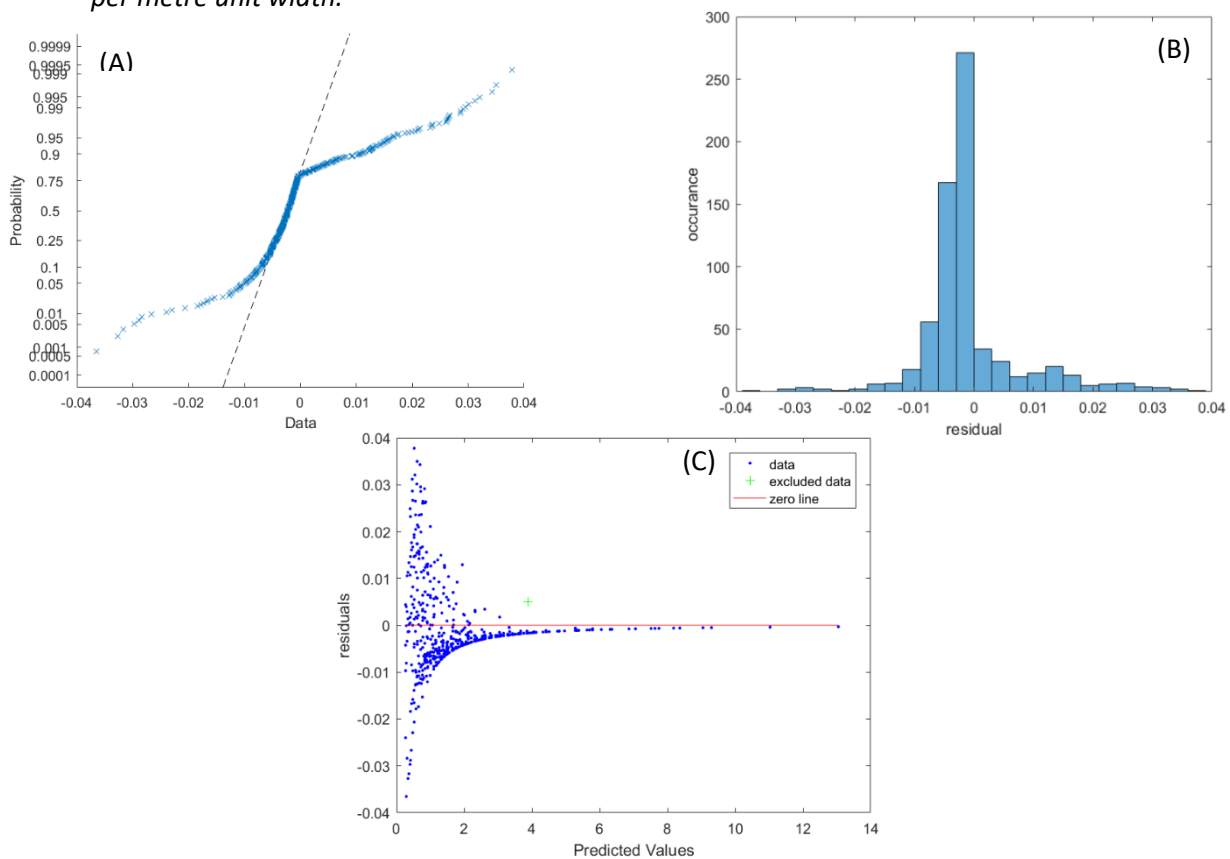 per metre unit width.
(A)
0.9999
0.9995
0.999
0.995
0.99
0.95
0.9
0.75
0.5
0.25
0.1
0.05
0.01
0.005
0.001
0.0005
0.0001
Probability
-0.04 -0.03 -0.02 -0.01 0 0.01 0.02 0.03 0.04
Data
(B)
300
250
200
150
100
50
0
occurance
-0.04 -0.03 -0.02 -0.01 0 0.01 0.02 0.03 0.04
residual
(C)
data
excluded data
zero line
0.04
0.03
0.02
0.01
0
-0.01
-0.02
-0.03
-0.04
residuals
0 2 4 6 8 10 12 14
Predicted Values